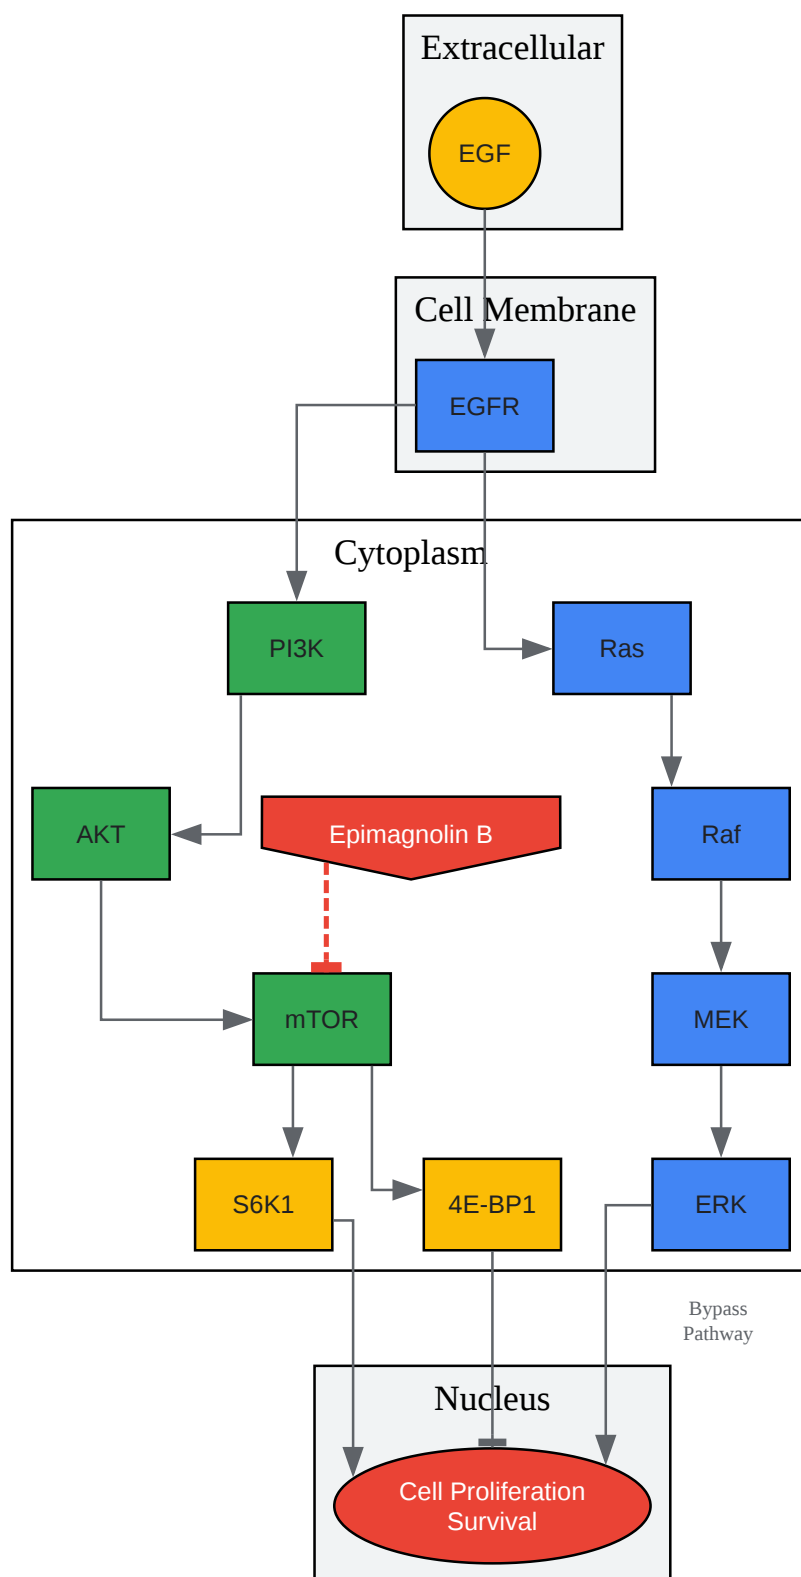 Extracellular
EGF
Cell Membrane
EGFR
Cytoplasm
PI3K
Ras
AKT
Epimagnolin B
Raf
mTOR
MEK
S6K1
4E-BP1
ERK
Bypass
Pathway
Nucleus
Cell Proliferation
Survival